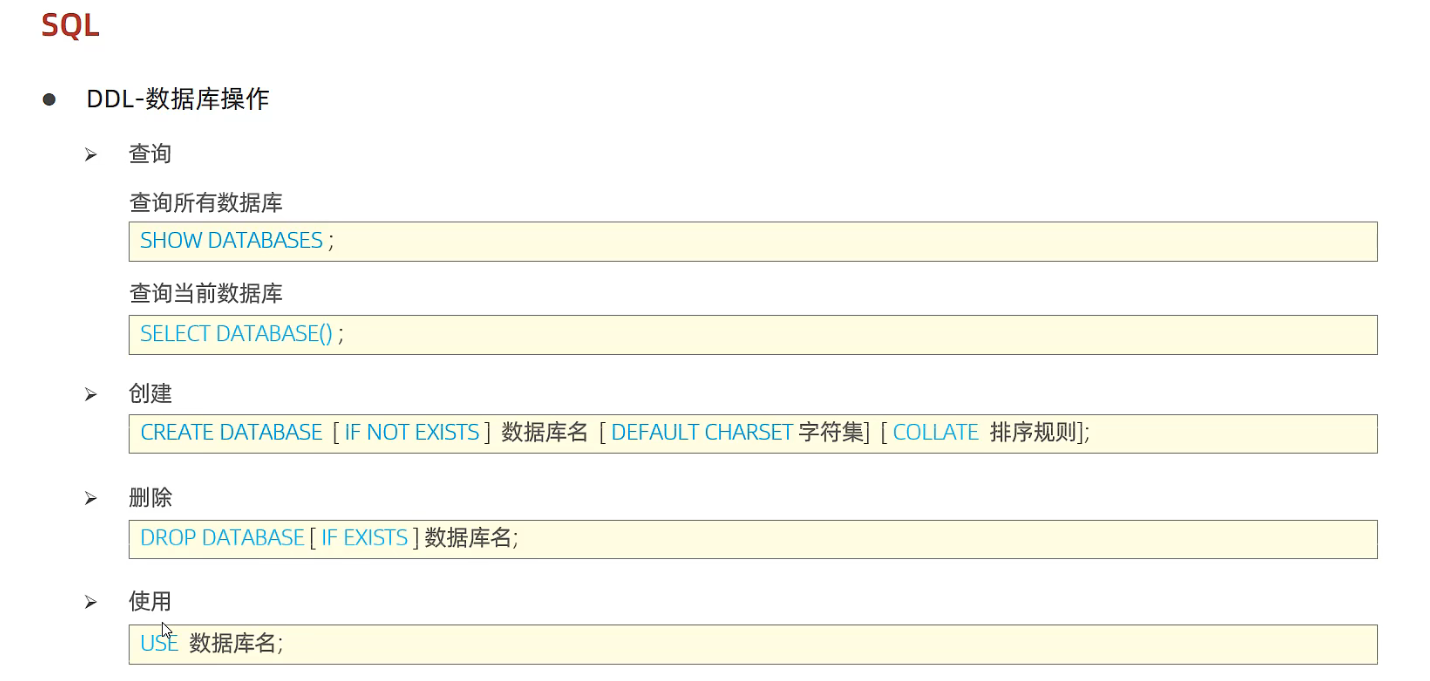 SQL
DDL-数据库操作
查询
查询所有数据库
SHOW DATABASES ;
查询当前数据库
SELECT DATABASE() ;
创建
CREATE DATABASE [ IF NOT EXISTS ] 数据库名 [ DEFAULT CHARSET 字符集] [ COLLATE 排序规则];
删除
DROP DATABASE [ IF EXISTS ] 数据库名;
使用
USE 数据库名;